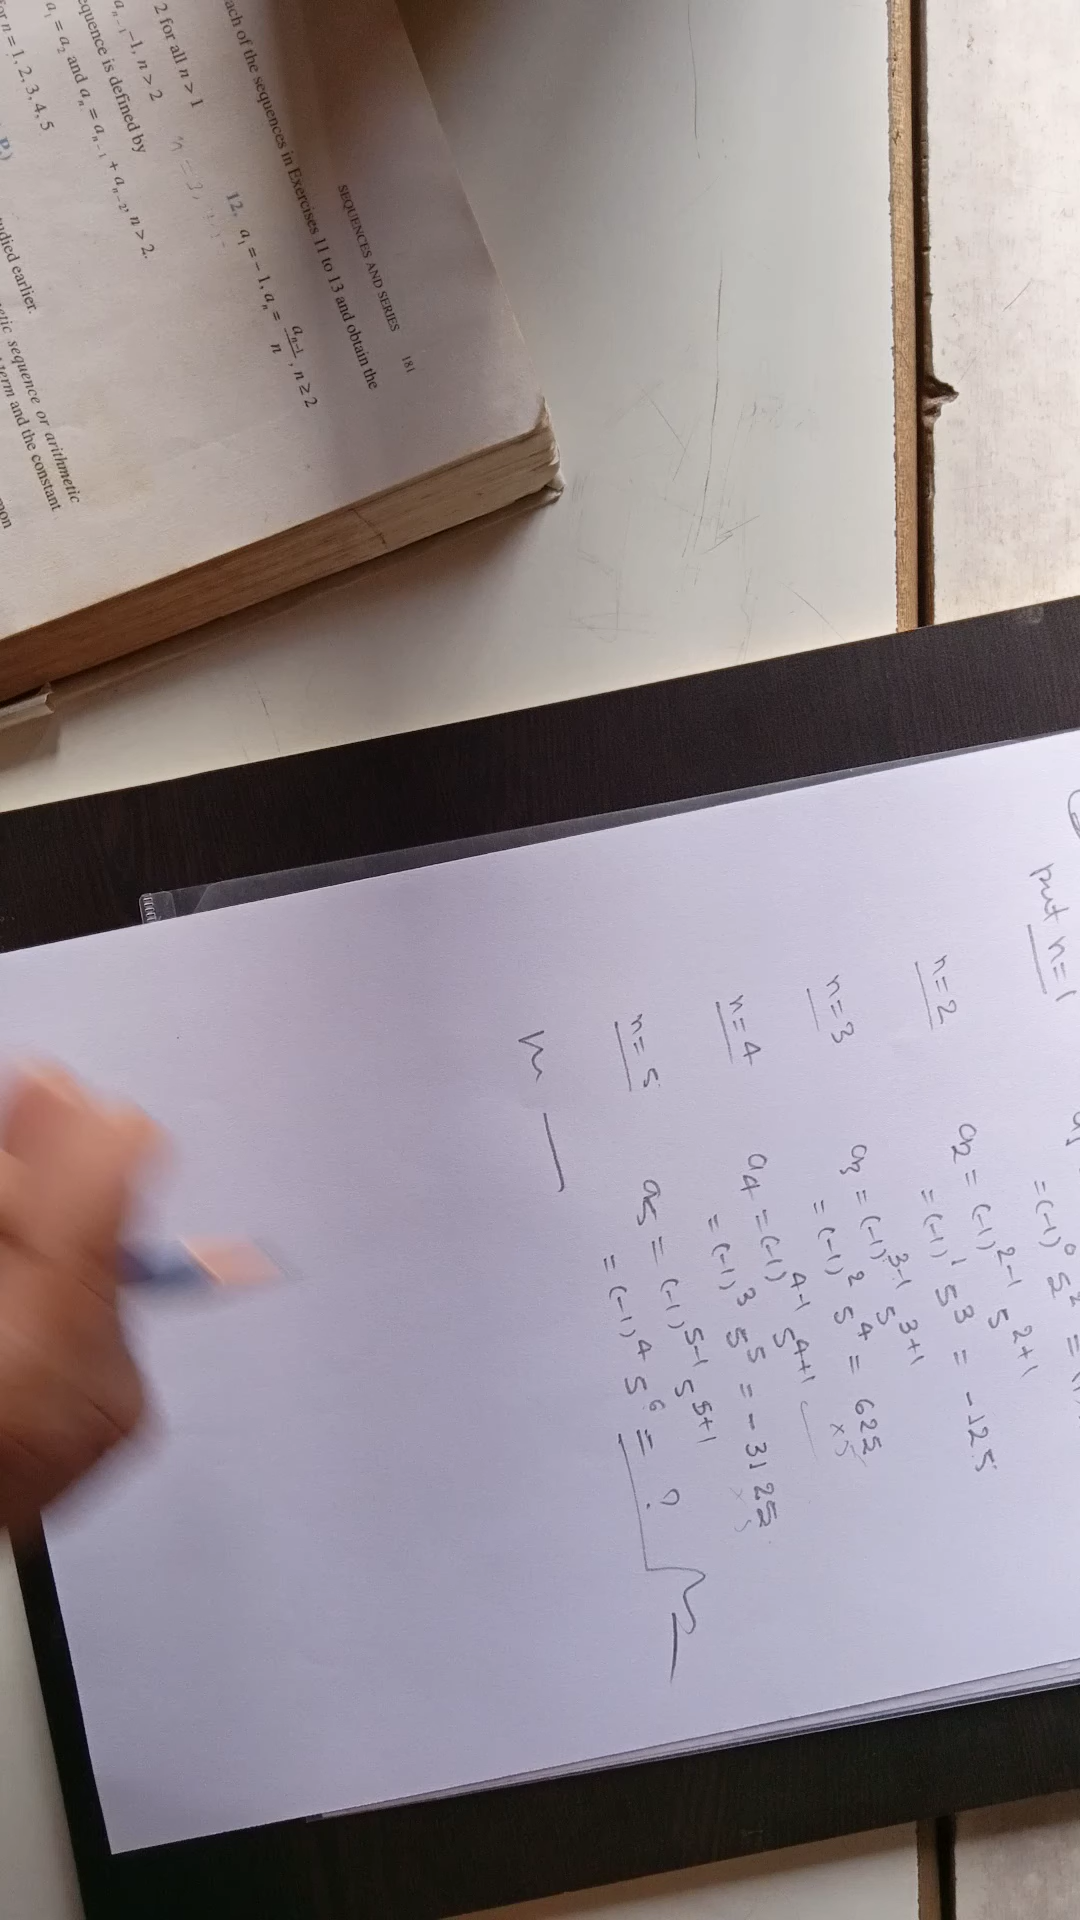 SEQUENCES AND SERIES 181
ach of the sequences in Exercises 11 to 13 and obtain the
12. a₁ = – 1, aₙ = aₙ₋₁/n , n ≥ 2
2 for all n > 1
aₙ₋₁–1, n > 2
equence is defined by
a₁ = a₂ and aₙ = aₙ₋₁ + aₙ₋₂, n > 2.
or n = 1, 2, 3, 4, 5
P.)
udied earlier.
etic sequence or arithmetic
term and the constant
mon
put n=1
=(-1)⁰ 5² =
n=2 a2 = (-1)²⁻¹ 5²⁺¹
=(-1)¹ 5³ = -125
n=3 a3 = (-1)³⁻¹ 5³⁺¹
= (-1)² 5⁴ = 625
×5
n=4 a4 = (-1)⁴⁻¹ 5⁴⁺¹
= (-1)³ 5⁵ = - 3125
n=5 a5 = (-1)⁵⁻¹ 5⁵⁺¹
= (-1)⁴ 5⁶ = ?